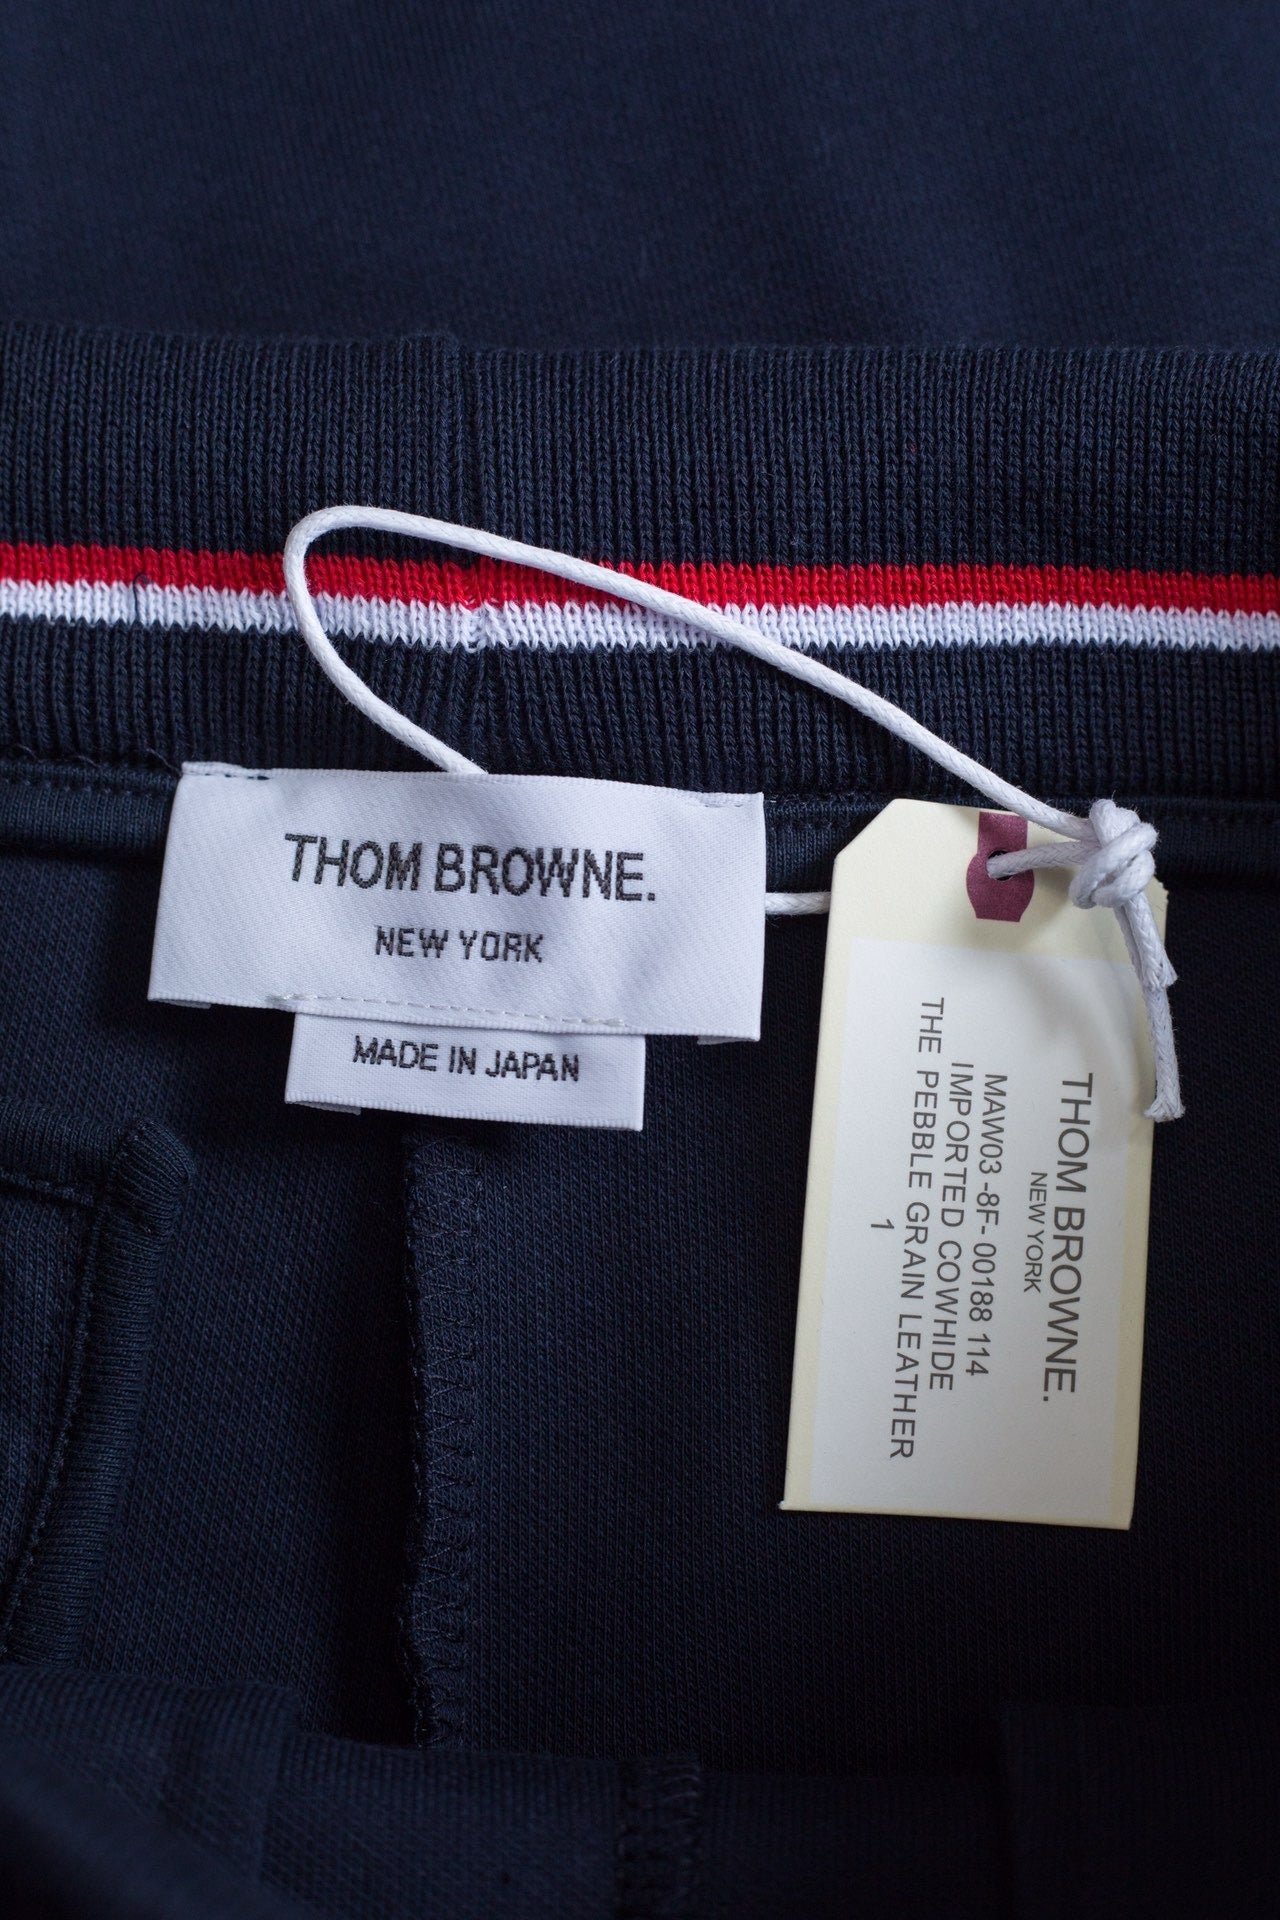 THOM BROWNE.
NEW YORK
MADE IN JAPAN
THOM BROWNE.
NEW YORK
MAW03 -8F- 00188 114
IMPORTED COWHIDE
THE PEBBLE GRAIN LEATHER
1